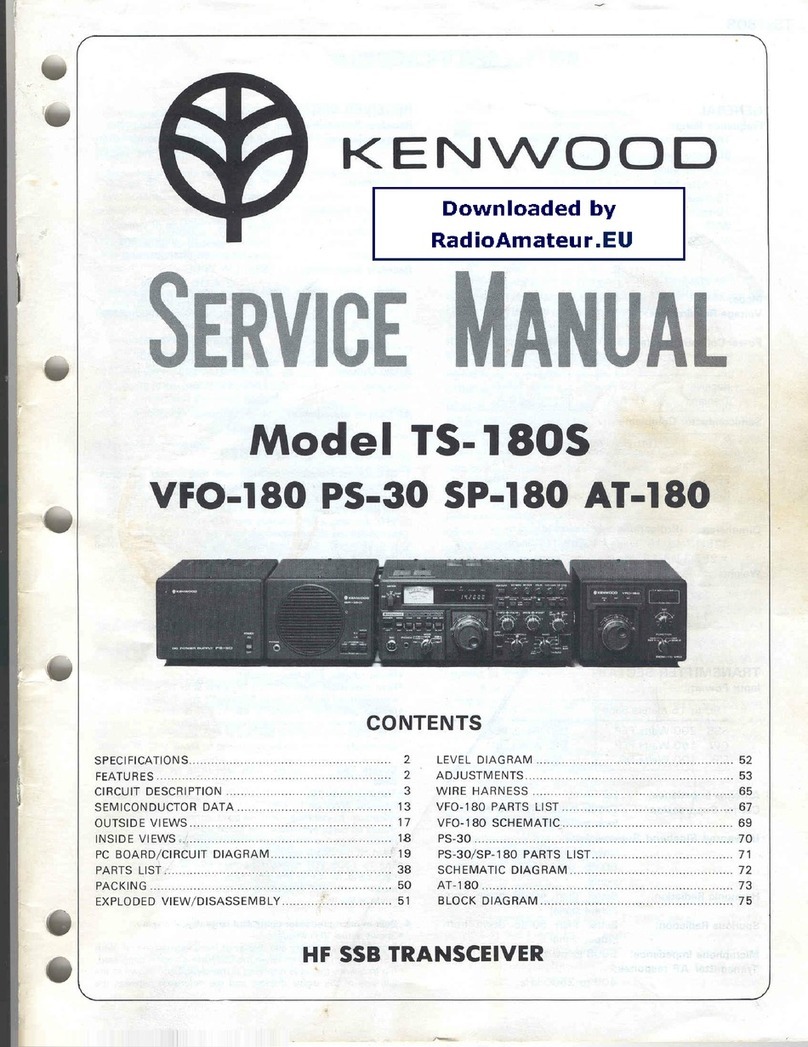 KENWOOD
Downloaded by
RadioAmateur.EU
SERVICE MANUAL
Model TS-180S
VFO-180 PS-30 SP-180 AT-180
KENWOOD
KENWOOD
KENWOOD
CONTENTS
SPECIFICATIONS 2
FEATURES 2
CIRCUIT DESCRIPTION 3
SEMICONDUCTOR DATA 13
OUTSIDE VIEWS 17
INSIDE VIEWS 18
PC BOARD/CIRCUIT DIAGRAM 19
PARTS LIST 38
PACKING 50
EXPLODED VIEW/DISASSEMBLY 51
LEVEL DIAGRAM 52
ADJUSTMENTS 53
WIRE HARNESS 65
VFO-180 PARTS LIST 67
VFO-180 SCHEMATIC 69
PS-30 70
PS-30/SP-180 PARTS LIST 71
SCHEMATIC DIAGRAM 72
AT-180 73
BLOCK DIAGRAM 75
HF SSB TRANSCEIVER